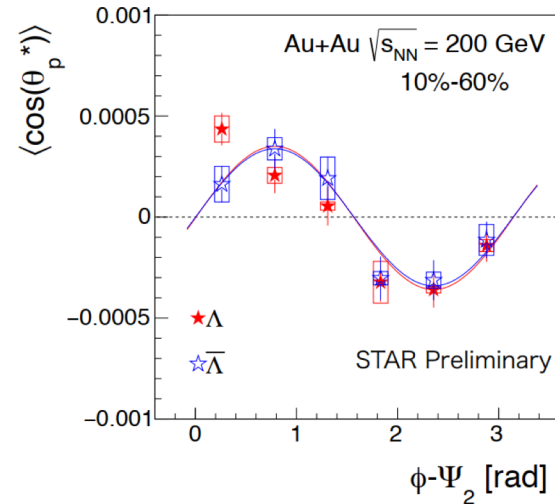 ⟨cos(θp*)⟩
Au+Au √sNN = 200 GeV
10%-60%
0.001
0.0005
0
−0.0005
−0.001
Λ
Λ̅
STAR Preliminary
0 1 2 3
ϕ-Ψ2 [rad]